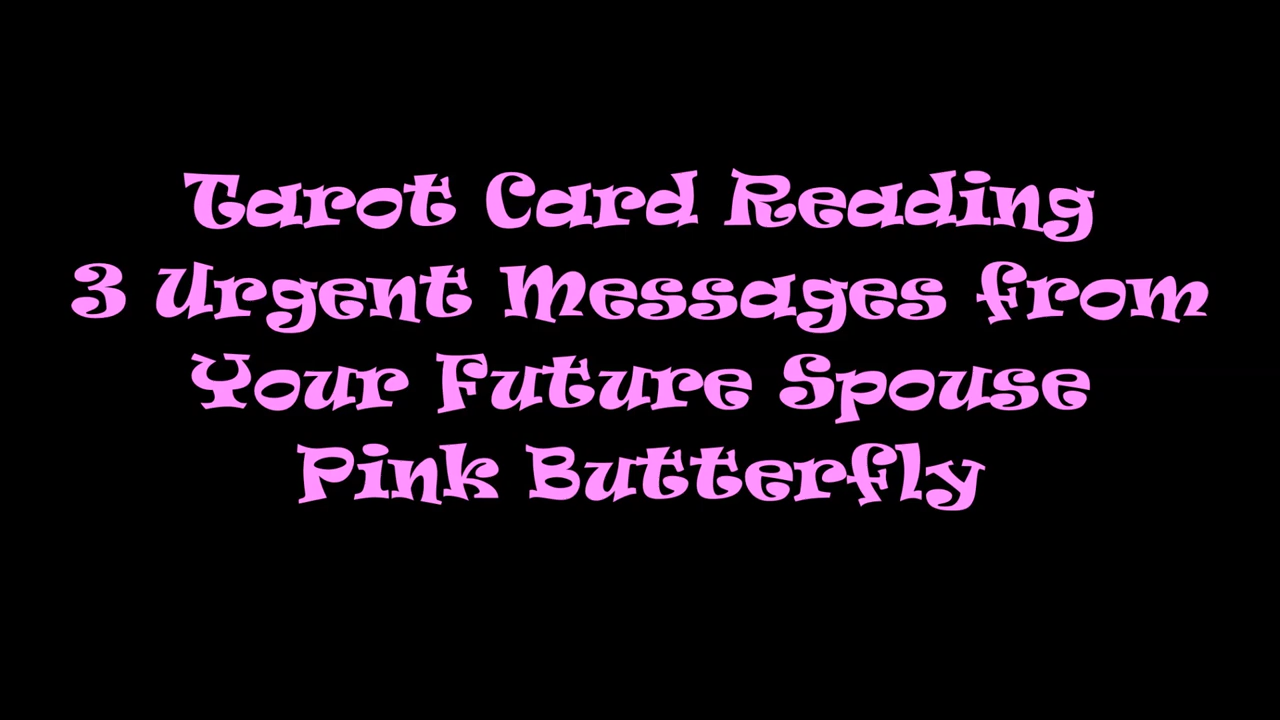 Tarot Card Reading
3 Urgent Messages from
Your Future Spouse
Pink Butterfly